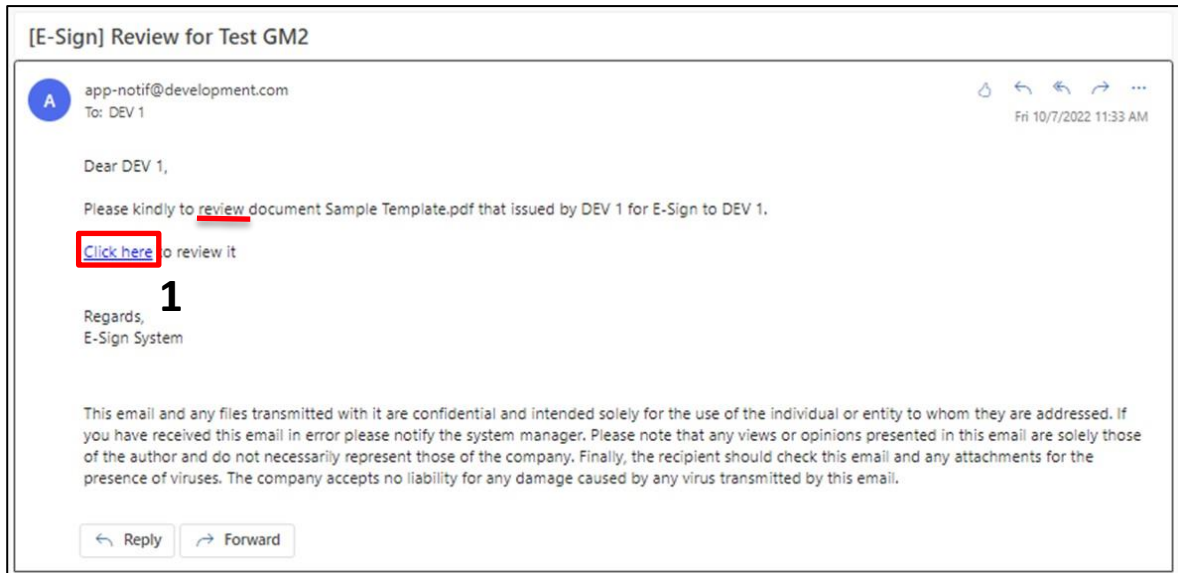 [E-Sign] Review for Test GM2
A
app-notif@development.com
To: DEV 1
Fri 10/7/2022 11:33 AM
Dear DEV 1,
Please kindly to review document Sample Template.pdf that issued by DEV 1 for E-Sign to DEV 1.
Click here to review it
1
Regards,
E-Sign System
This email and any files transmitted with it are confidential and intended solely for the use of the individual or entity to whom they are addressed. If
you have received this email in error please notify the system manager. Please note that any views or opinions presented in this email are solely those
of the author and do not necessarily represent those of the company. Finally, the recipient should check this email and any attachments for the
presence of viruses. The company accepts no liability for any damage caused by any virus transmitted by this email.
Reply Forward